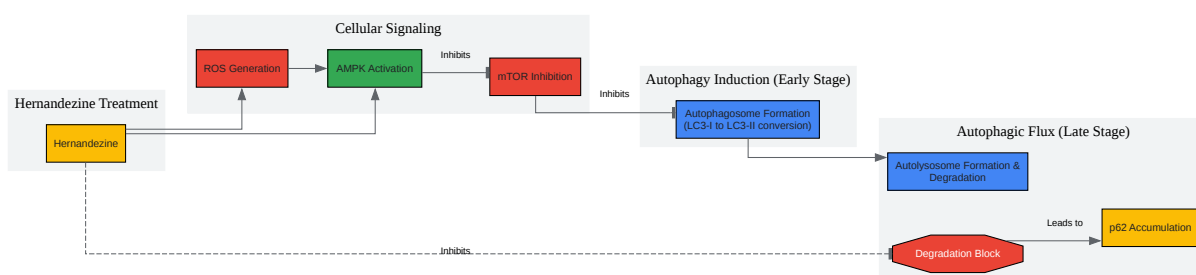 Cellular Signaling
ROS Generation
AMPK Activation
Inhibits
mTOR Inhibition
Inhibits
Hernandezine Treatment
Hernandezine
Autophagy Induction (Early Stage)
Autophagosome Formation
(LC3-I to LC3-II conversion)
Autophagic Flux (Late Stage)
Autolysosome Formation &
Degradation
Inhibits
Degradation Block
Leads to
p62 Accumulation